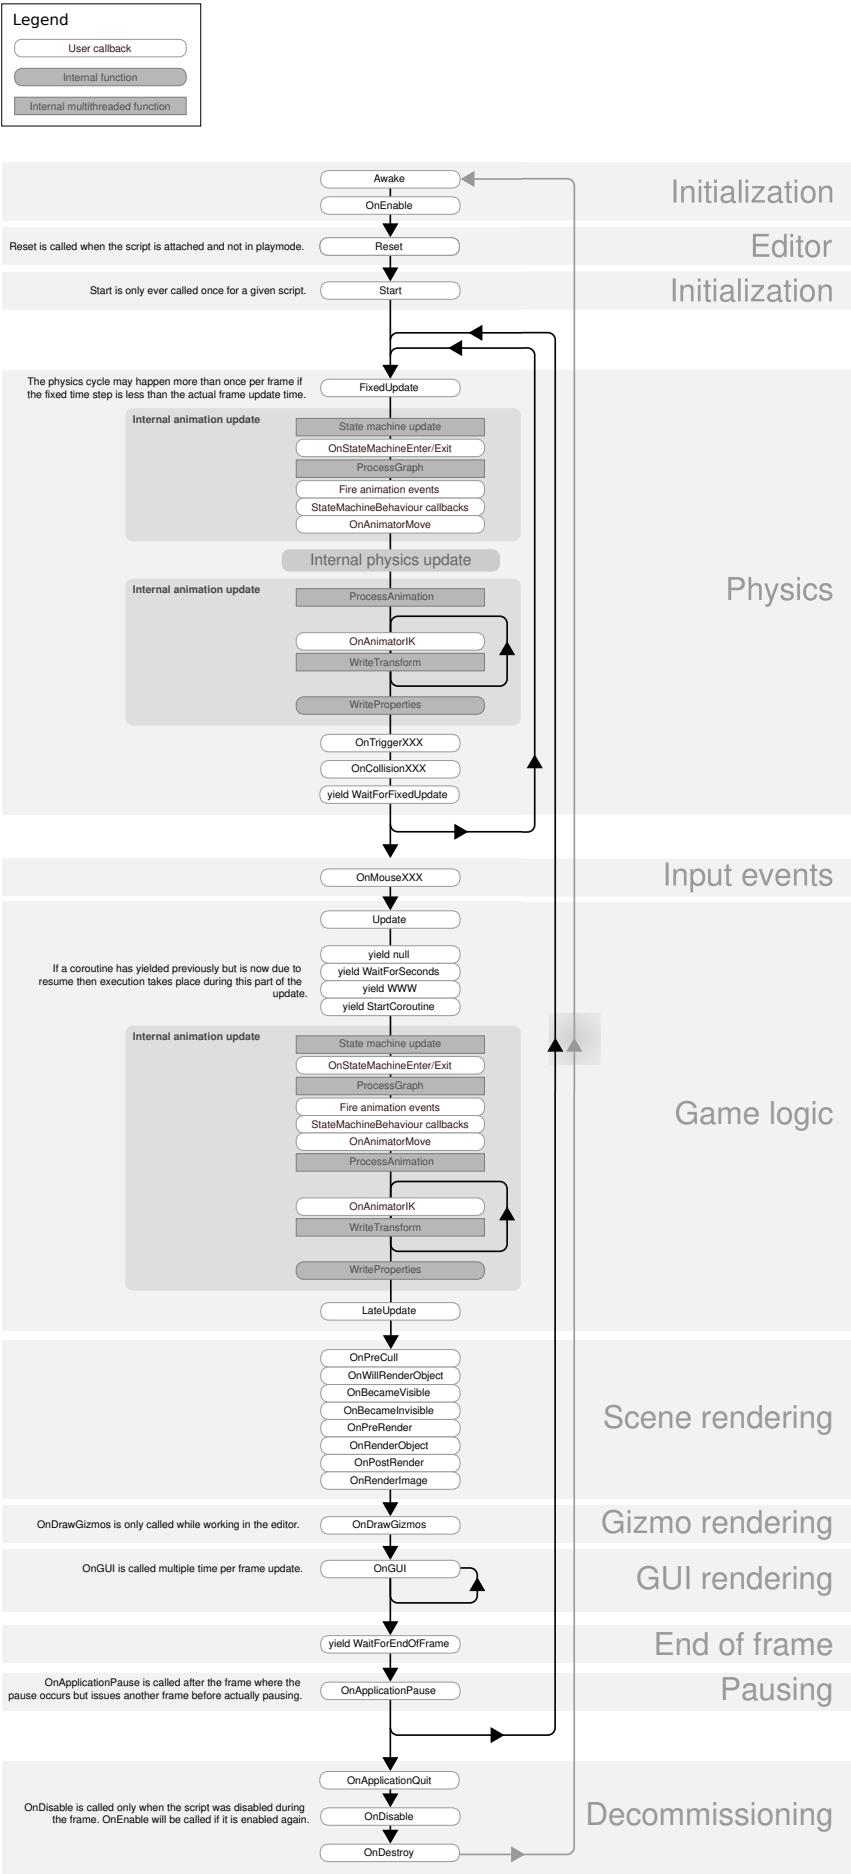 Legend
User callback
Internal function
Internal multithreaded function
Awake
Initialization
OnEnable
Reset is called when the script is attached and not in playmode.
Reset
Editor
Start is only ever called once for a given script.
Start
Initialization
The physics cycle may happen more than once per frame if
the fixed time step is less than the actual frame update time.
FixedUpdate
Internal animation update
State machine update
OnStateMachineEnter/Exit
ProcessGraph
Fire animation events
StateMachineBehaviour callbacks
OnAnimatorMove
Internal physics update
Physics
Internal animation update
ProcessAnimation
OnAnimatorIK
WriteTransform
WriteProperties
OnTriggerXXX
OnCollisionXXX
yield WaitForFixedUpdate
OnMouseXXX
Input events
Update
yield null
If a coroutine has yielded previously but is now due to
resume then execution takes place during this part of the
update.
yield WaitForSeconds
yield WWW
yield StartCoroutine
Internal animation update
State machine update
OnStateMachineEnter/Exit
ProcessGraph
Fire animation events
Game logic
StateMachineBehaviour callbacks
OnAnimatorMove
ProcessAnimation
OnAnimatorIK
WriteTransform
WriteProperties
LateUpdate
OnPreCull
OnWillRenderObject
OnBecameVisible
OnBecameInvisible
Scene rendering
OnPreRender
OnRenderObject
OnPostRender
OnRenderImage
OnDrawGizmos is only called while working in the editor.
OnDrawGizmos
Gizmo rendering
OnGUI is called multiple time per frame update.
OnGUI
GUI rendering
yield WaitForEndOfFrame
End of frame
OnApplicationPause is called after the frame where the
pause occurs but issues another frame before actually pausing.
OnApplicationPause
Pausing
OnApplicationQuit
OnDisable is called only when the script was disabled during
the frame. OnEnable will be called if it is enabled again.
OnDisable
Decommissioning
OnDestroy